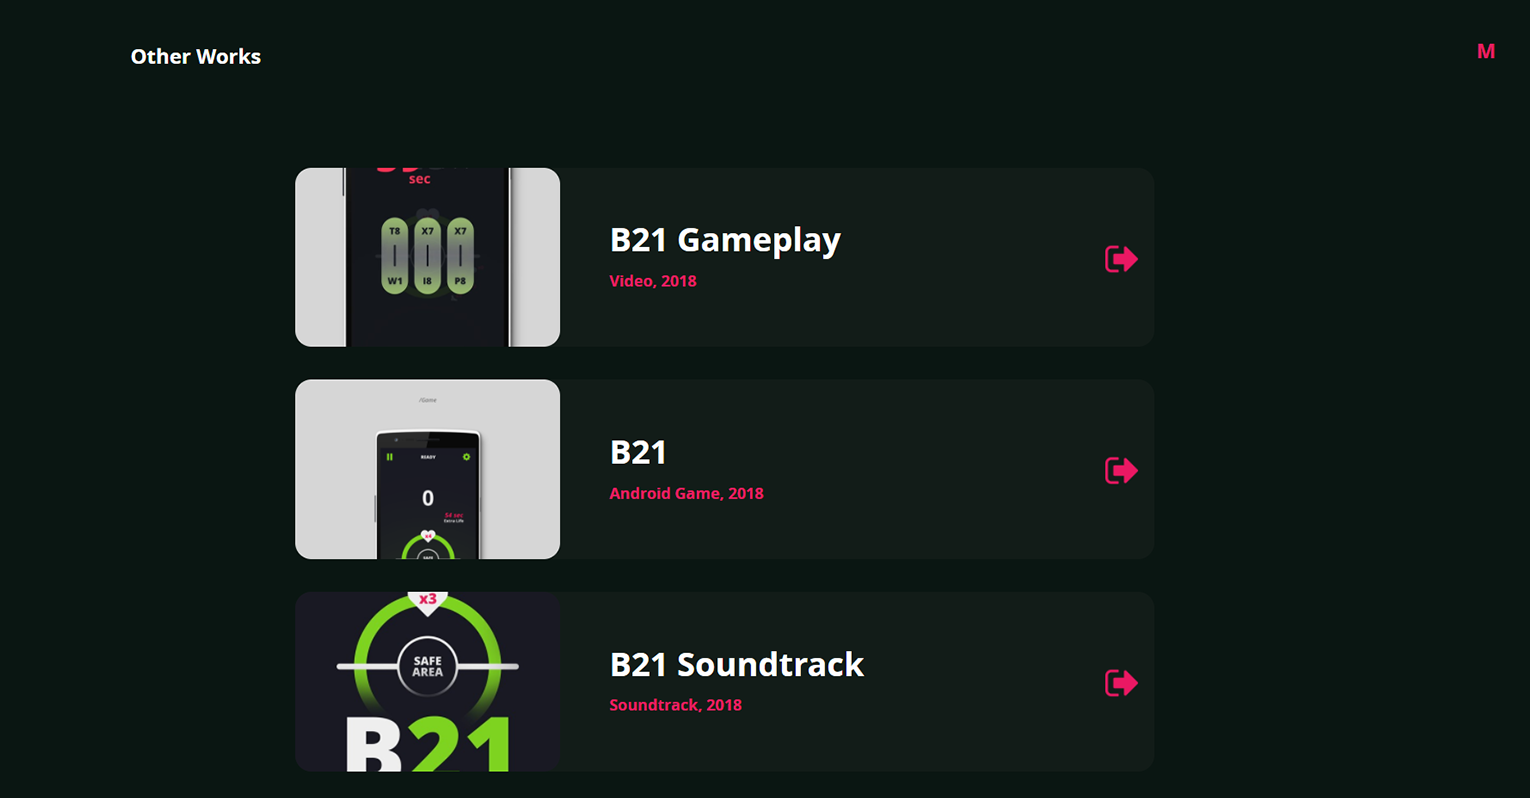 Other Works
M
sec
T8 X7 X7
W1 I8 P8
B21 Gameplay
Video, 2018
/Game
READY
0
54 sec
Extra Life
x4
SAFE
B21
Android Game, 2018
x3
SAFE
AREA
B21
B21 Soundtrack
Soundtrack, 2018